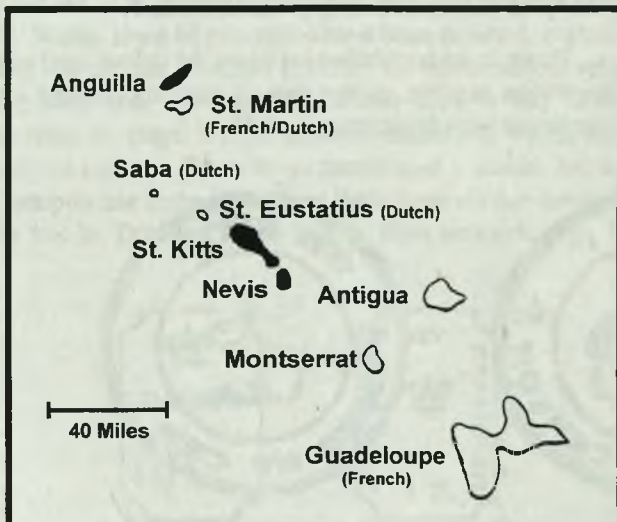 Anguilla
St. Martin
(French/Dutch)
Saba (Dutch)
St. Eustatius (Dutch)
St. Kitts
Nevis
Antigua
Montserrat
40 Miles
Guadeloupe
(French)